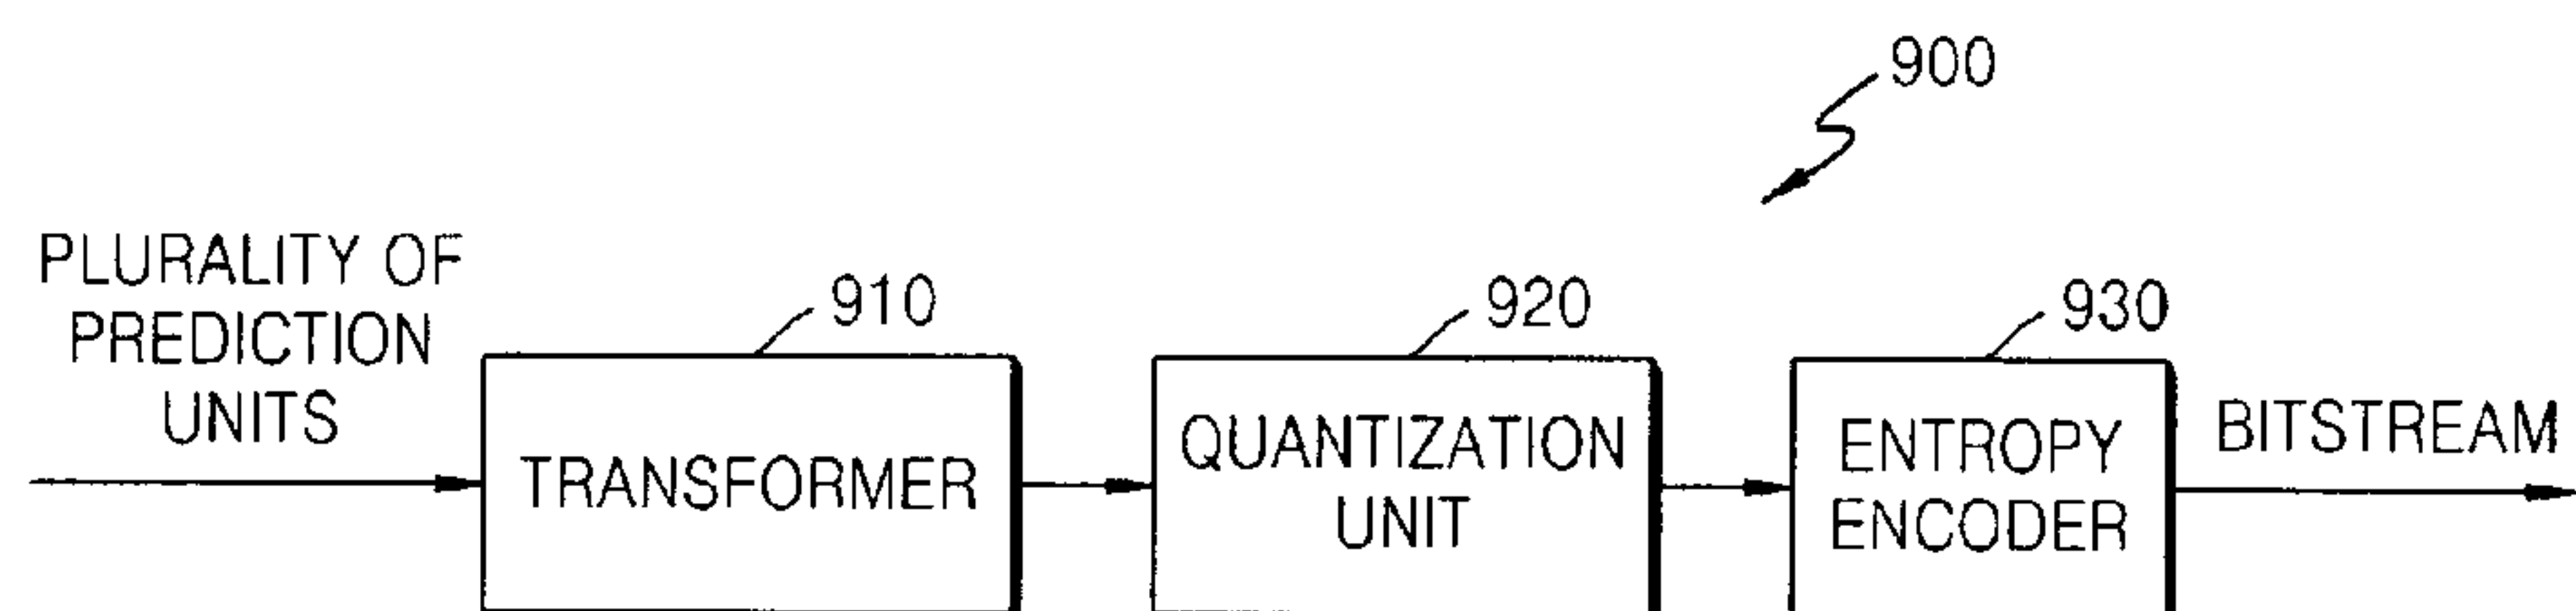 900
PLURALITY OF
PREDICTION
UNITS
910
920
930
TRANSFORMER
QUANTIZATION
UNIT
ENTROPY
ENCODER
BITSTREAM